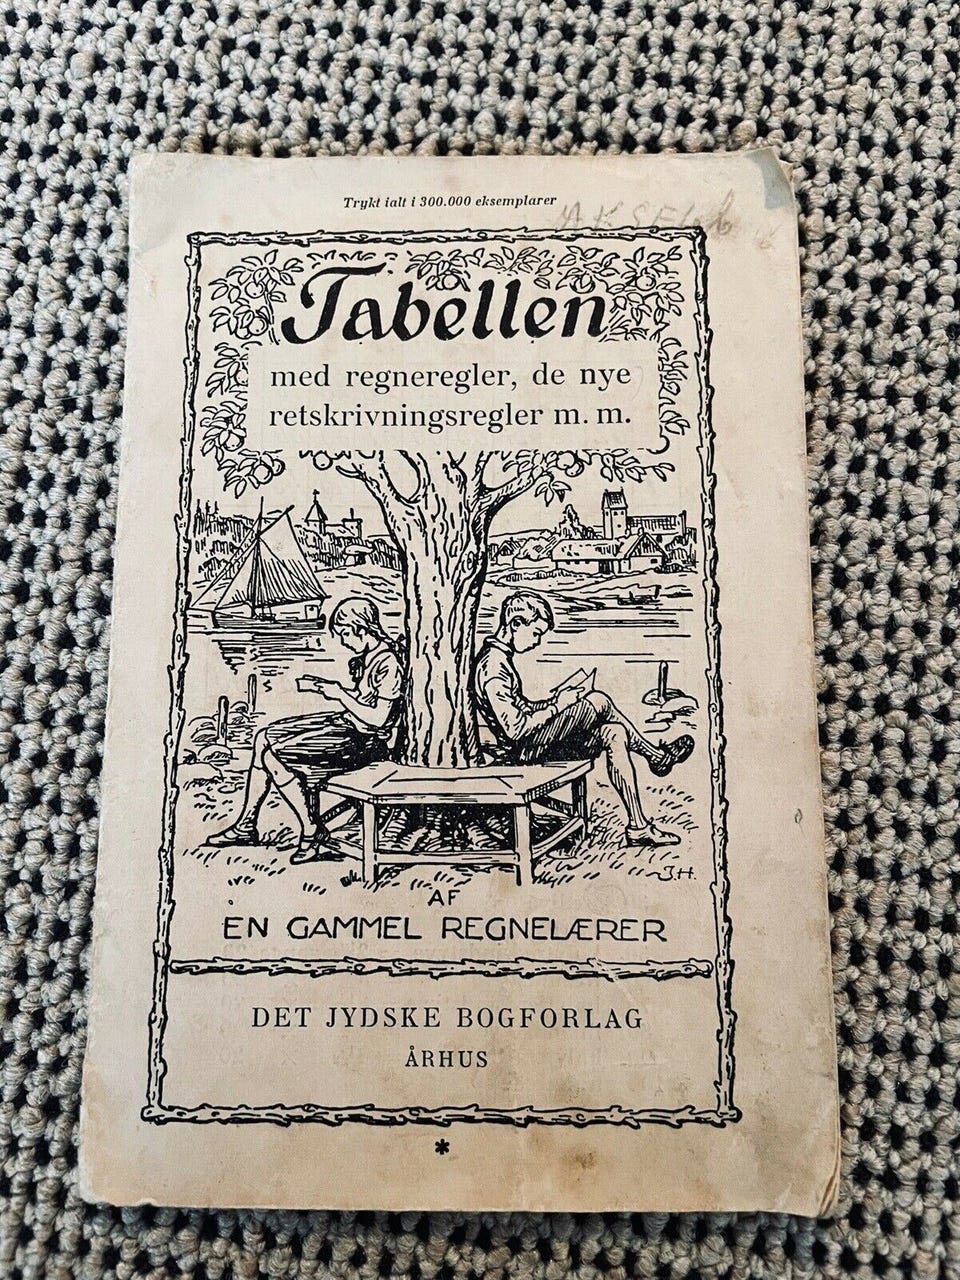 Trykt ialt i 300.000 eksemplarer
Tabellen
med regneregler, de nye
retskrivningsregler m. m.
J.H.
AF
EN GAMMEL REGNELÆRER
DET JYDSKE BOGFORLAG
ÅRHUS
*